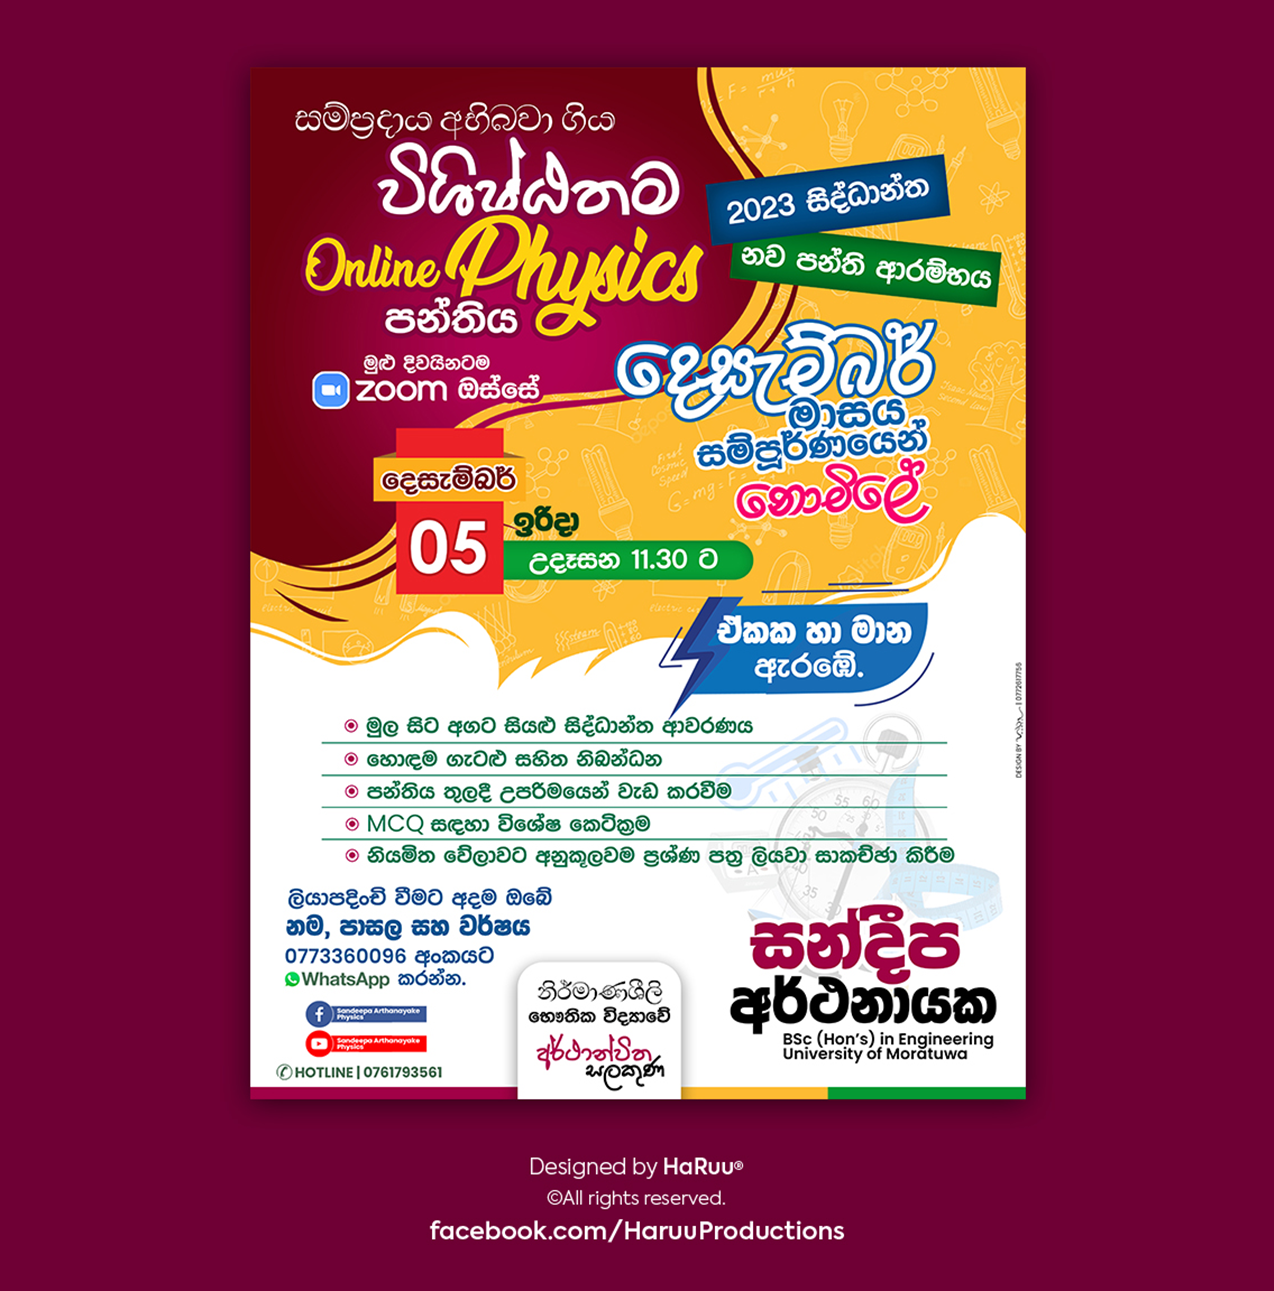 සම්ප්‍රදාය අභිබවා ගිය
විශිෂ්ඨතම
Online Physics
පන්තිය
මුළු දිවයිනටම
zoom ඔස්සේ
2023 සිද්ධාන්ත
නව පන්ති ආරම්භය
දෙසැම්බර්
මාසය
සම්පූර්ණයෙන්
නොමිලේ
දෙසැම්බර්
05
ඉරිදා
උදෑසන 11.30 ට
ඒකක හා මාන
ඇරඹේ.
මුල සිට අගට සියළු සිද්ධාන්ත ආවරණය
හොඳම ගැටළු සහිත නිබන්ධන
පන්තිය තුලදී උපරිමයෙන් වැඩ කරවීම
MCQ සඳහා විශේෂ කෙටික්‍රම
නියමිත වේලාවට අනුකූලවම ප්‍රශ්ණ පත්‍ර ලියවා සාකච්ඡා කිරීම
ලියාපදිංචි වීමට අදම ඔබේ
නම, පාසල සහ වර්ෂය
0773360096 අංකයට
WhatsApp කරන්න.
Sandeepa Arthanayake
Physics
Sandeepa Arthanayake
Physics
HOTLINE | 0761793561
නිර්මාණශීලි
භෞතික විද්‍යාවේ
අර්ථාන්විත
සලකුණ
සන්දීප
අර්ථනායක
BSc (Hon's) in Engineering
University of Moratuwa
DESIGN BY
| 0772617756
Designed by HaRuu®
©All rights reserved.
facebook.com/HaruuProductions